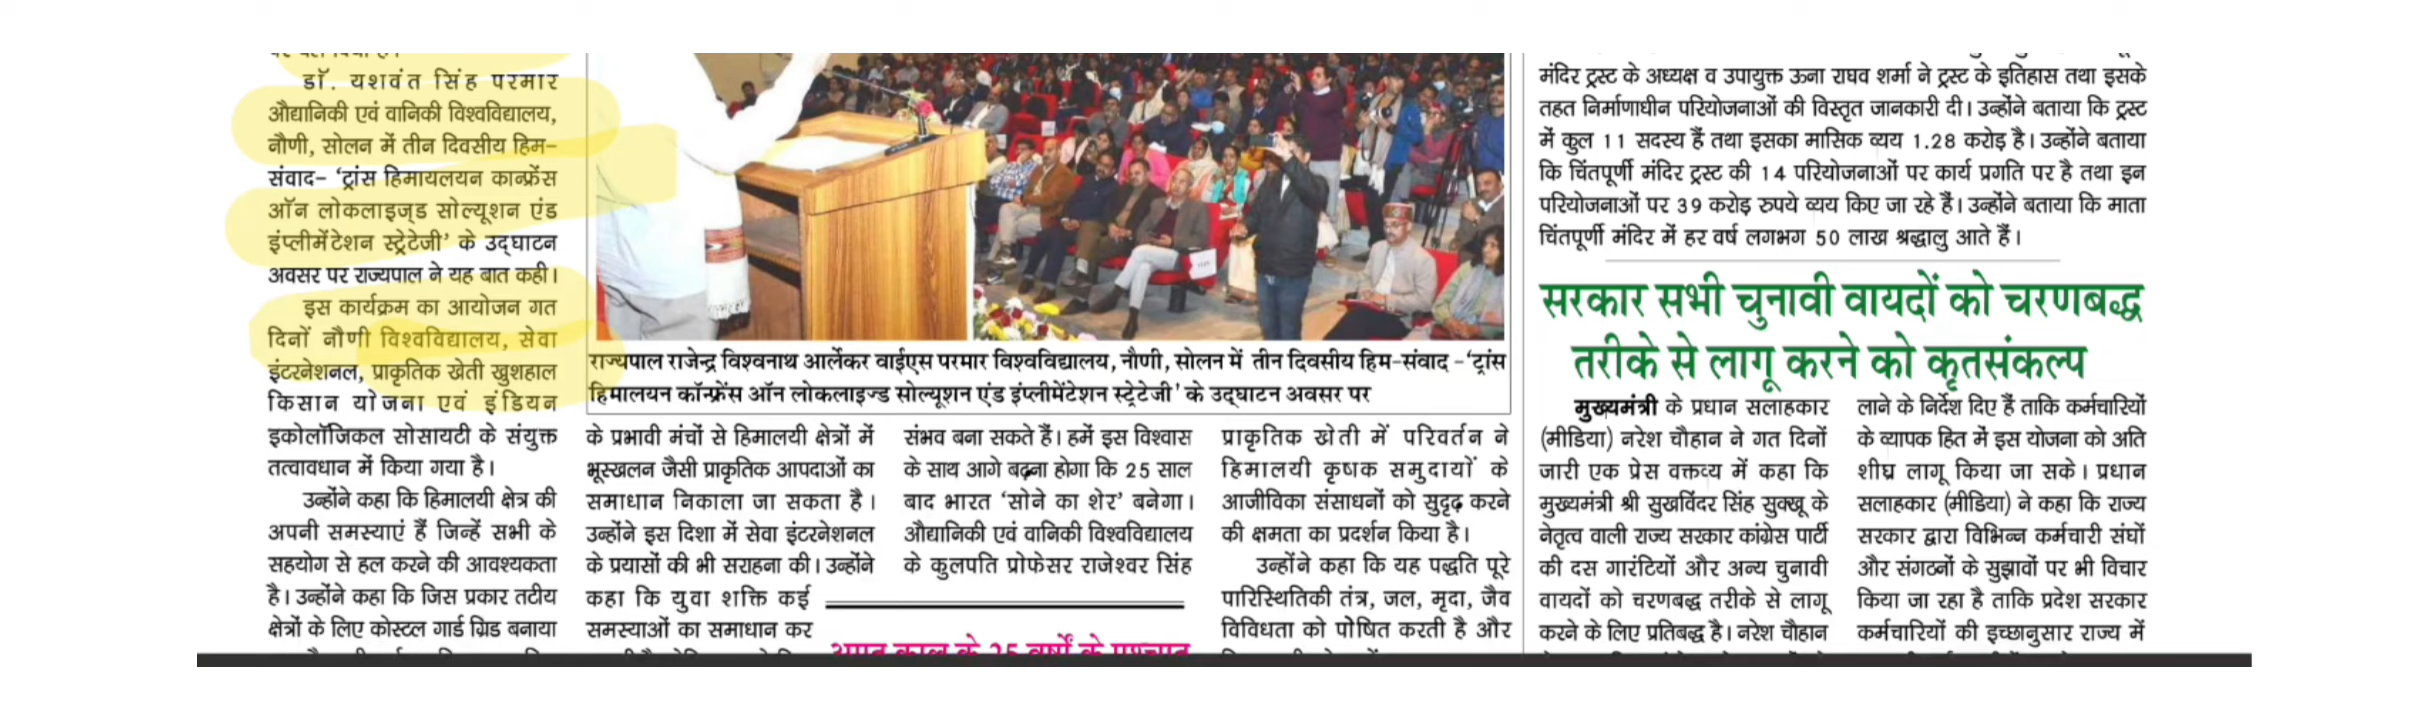 डॉ. यशवंत सिंह परमार
औद्यानिकी एवं वानिकी विश्वविद्यालय,
नौणी, सोलन में तीन दिवसीय हिम-
संवाद- ‘ट्रांस हिमायलयन कान्फ्रेंस
ऑन लोकलाइज्ड सोल्यूशन एंड
इंप्लीमेंटेशन स्ट्रेटेजी’ के उद्घाटन
अवसर पर राज्यपाल ने यह बात कही।
इस कार्यक्रम का आयोजन गत
दिनों नौणी विश्वविद्यालय, सेवा
इंटरनेशनल, प्राकृतिक खेती खुशहाल
किसान योजना एवं इंडियन
इकोलॉजिकल सोसायटी के संयुक्त
तत्वावधान में किया गया है।
उन्होंने कहा कि हिमालयी क्षेत्र की
अपनी समस्याएं हैं जिन्हें सभी के
सहयोग से हल करने की आवश्यकता
है। उन्होंने कहा कि जिस प्रकार तटीय
क्षेत्रों के लिए कोस्टल गार्ड ग्रिड बनाया
राज्यपाल राजेन्द्र विश्वनाथ आर्लेकर वाईएस परमार विश्वविद्यालय, नौणी, सोलन में तीन दिवसीय हिम-संवाद -‘ट्रांस
हिमालयन कॉन्फ्रेंस ऑन लोकलाइज्ड सोल्यूशन एंड इंप्लीमेंटेशन स्ट्रेटेजी’ के उद्घाटन अवसर पर
के प्रभावी मंचों से हिमालयी क्षेत्रों में
भूस्खलन जैसी प्राकृतिक आपदाओं का
समाधान निकाला जा सकता है।
उन्होंने इस दिशा में सेवा इंटरनेशनल
के प्रयासों की भी सराहना की। उन्होंने
कहा कि युवा शक्ति कई
समस्याओं का समाधान कर
संभव बना सकते हैं। हमें इस विश्वास
के साथ आगे बढ़ना होगा कि 25 साल
बाद भारत ‘सोने का शेर’ बनेगा।
औद्यानिकी एवं वानिकी विश्वविद्यालय
के कुलपति प्रोफेसर राजेश्वर सिंह
अमृत काल के 25 वर्षों के पश्चात
प्राकृतिक खेती में परिवर्तन ने
हिमालयी कृषक समुदायों के
आजीविका संसाधनों को सुदृढ़ करने
की क्षमता का प्रदर्शन किया है।
उन्होंने कहा कि यह पद्धति पूरे
पारिस्थितिकी तंत्र, जल, मृदा, जैव
विविधता को पोषित करती है और
मंदिर ट्रस्ट के अध्यक्ष व उपायुक्त ऊना राघव शर्मा ने ट्रस्ट के इतिहास तथा इसके
तहत निर्माणाधीन परियोजनाओं की विस्तृत जानकारी दी। उन्होंने बताया कि ट्रस्ट
में कुल 11 सदस्य हैं तथा इसका मासिक व्यय 1.28 करोड़ है। उन्होंने बताया
कि चिंतपूर्णी मंदिर ट्रस्ट की 14 परियोजनाओं पर कार्य प्रगति पर है तथा इन
परियोजनाओं पर 39 करोड़ रुपये व्यय किए जा रहे हैं। उन्होंने बताया कि माता
चिंतपूर्णी मंदिर में हर वर्ष लगभग 50 लाख श्रद्धालु आते हैं।
सरकार सभी चुनावी वायदों को चरणबद्ध
तरीके से लागू करने को कृतसंकल्प
मुख्यमंत्री के प्रधान सलाहकार
(मीडिया) नरेश चौहान ने गत दिनों
जारी एक प्रेस वक्तव्य में कहा कि
मुख्यमंत्री श्री सुखविंदर सिंह सुक्खू के
नेतृत्व वाली राज्य सरकार कांग्रेस पार्टी
की दस गारंटियों और अन्य चुनावी
वायदों को चरणबद्ध तरीके से लागू
करने के लिए प्रतिबद्ध है। नरेश चौहान
लाने के निर्देश दिए हैं ताकि कर्मचारियों
के व्यापक हित में इस योजना को अति
शीघ्र लागू किया जा सके। प्रधान
सलाहकार (मीडिया) ने कहा कि राज्य
सरकार द्वारा विभिन्न कर्मचारी संघों
और संगठनों के सुझावों पर भी विचार
किया जा रहा है ताकि प्रदेश सरकार
कर्मचारियों की इच्छानुसार राज्य में